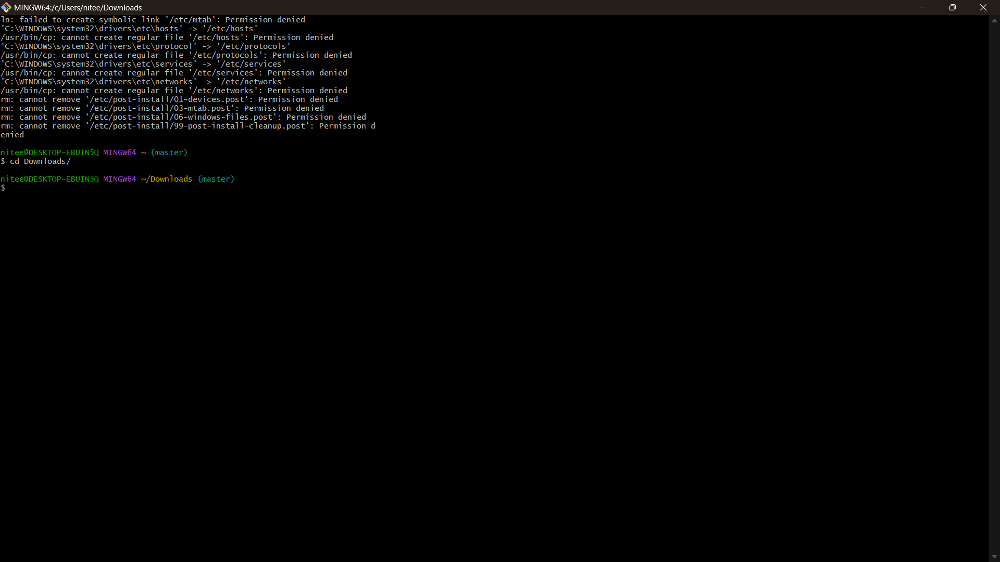 MINGW64:/c/Users/nitee/Downloads
ln: failed to create symbolic link '/etc/mtab': Permission denied
'C:\WINDOWS\system32\drivers\etc\hosts' -> '/etc/hosts'
/usr/bin/cp: cannot create regular file '/etc/hosts': Permission denied
'C:\WINDOWS\system32\drivers\etc\protocol' -> '/etc/protocols'
/usr/bin/cp: cannot create regular file '/etc/protocols': Permission denied
'C:\WINDOWS\system32\drivers\etc\services' -> '/etc/services'
/usr/bin/cp: cannot create regular file '/etc/services': Permission denied
'C:\WINDOWS\system32\drivers\etc\networks' -> '/etc/networks'
/usr/bin/cp: cannot create regular file '/etc/networks': Permission denied
rm: cannot remove '/etc/post-install/01-devices.post': Permission denied
rm: cannot remove '/etc/post-install/03-mtab.post': Permission denied
rm: cannot remove '/etc/post-install/06-windows-files.post': Permission denied
rm: cannot remove '/etc/post-install/99-post-install-cleanup.post': Permission d
enied
nitee@DESKTOP-EBUIN5Q MINGW64 ~ (master)
$ cd Downloads/
nitee@DESKTOP-EBUIN5Q MINGW64 ~/Downloads (master)
$